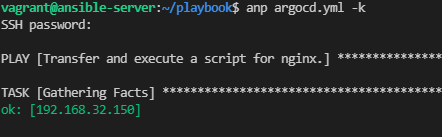 vagrant@ansible-server:~/playbook$ anp argocd.yml -k
SSH password:
PLAY [Transfer and execute a script for nginx.] ***************
TASK [Gathering Facts] ****************************************
ok: [192.168.32.150]